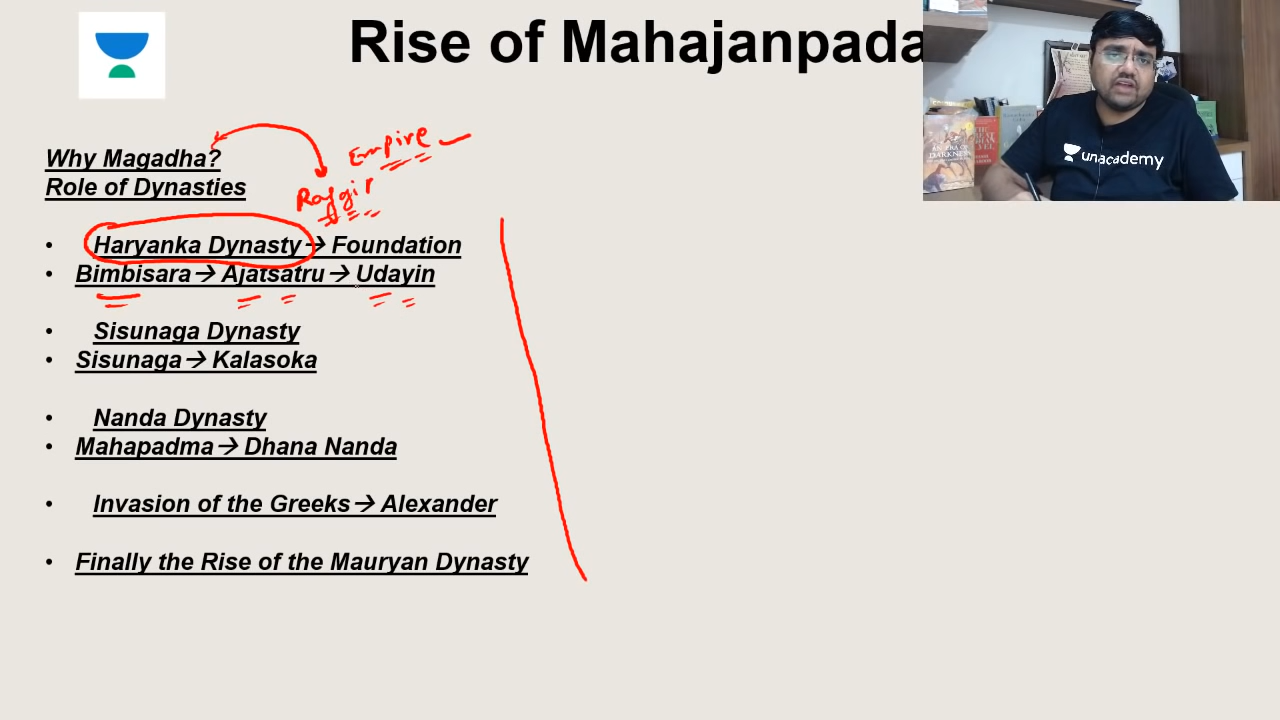 Rise of Mahajanpada
Empire
Why Magadha?
Role of Dynasties
Rajgir
Haryanka Dynasty→ Foundation
Bimbisara→ Ajatsatru→ Udayin
Sisunaga Dynasty
Sisunaga→ Kalasoka
Nanda Dynasty
Mahapadma→ Dhana Nanda
Invasion of the Greeks→ Alexander
Finally the Rise of the Mauryan Dynasty
unacademy
DARKNESS